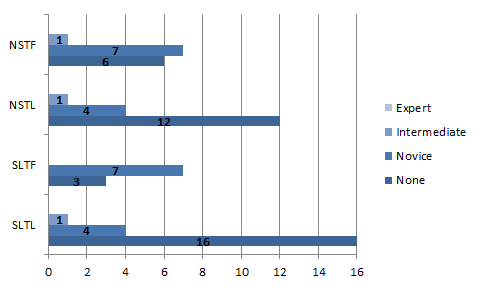 NSTF
1
7
6
NSTL
1
4
12
SLTF
7
3
SLTL
1
4
16
0 2 4 6 8 10 12 14 16
Expert
Intermediate
Novice
None